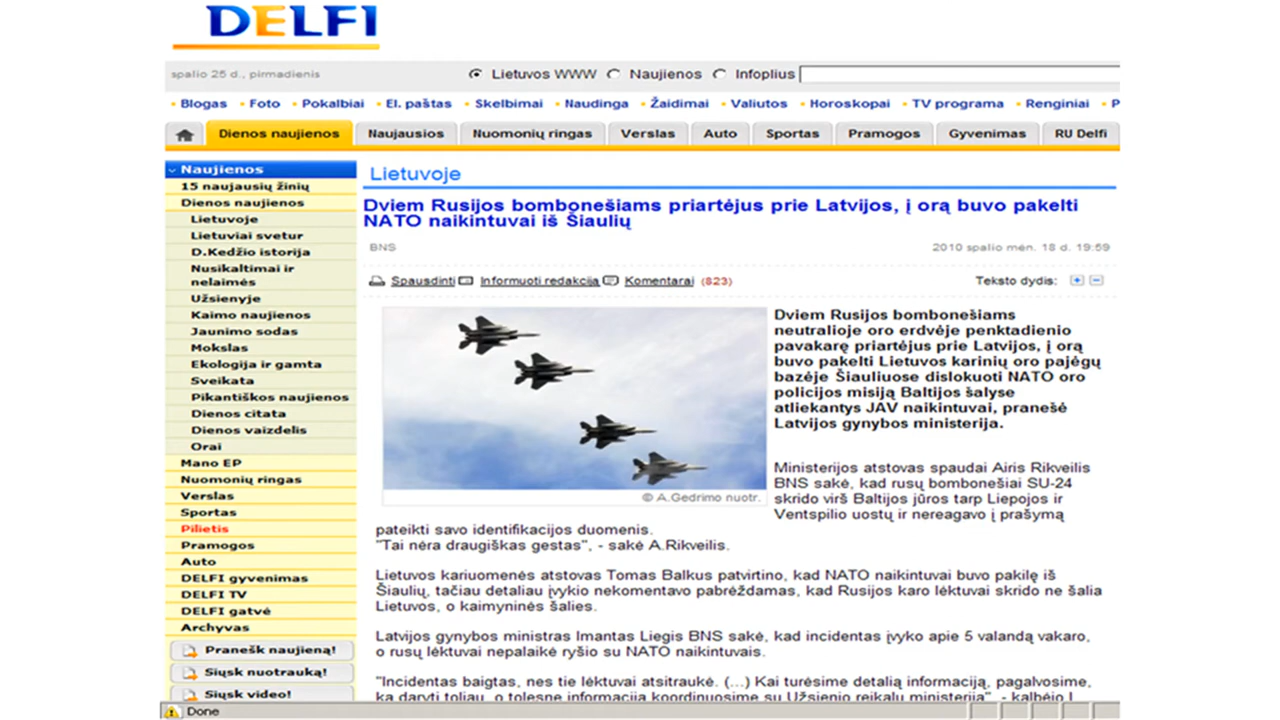 DELFI
spalio 25 d., pirmadienis
Lietuvos WWW Naujienos Infoplius
Blogas Foto Pokalbiai El. paštas Skelbimai Naudinga Žaidimai Valiutos Horoskopai TV programa Renginiai P
Dienos naujienos Naujausios Nuomonių ringas Verslas Auto Sportas Pramogos Gyvenimas RU Delfi
Naujienos
15 naujausių žinių
Dienos naujienos
Lietuvoje
Lietuviai svetur
D.Kedžio istorija
Nusikaltimai ir
nelaimės
Užsienyje
Kaimo naujienos
Jaunimo sodas
Mokslas
Ekologija ir gamta
Sveikata
Pikantiškos naujienos
Dienos citata
Dienos vaizdelis
Orai
Mano EP
Nuomonių ringas
Verslas
Sportas
Pilietis
Pramogos
Auto
DELFI gyvenimas
DELFI TV
DELFI gatvė
Archyvas
Pranešk naujieną!
Siųsk nuotrauką!
Siųsk video!
Lietuvoje
Dviem Rusijos bombonešiams priartėjus prie Latvijos, į orą buvo pakelti
NATO naikintuvai iš Šiaulių
BNS 2010 spalio mėn. 18 d. 19:59
Spausdinti Informuoti redakciją Komentarai (823) Teksto dydis:
Dviem Rusijos bombonešiams
neutralioje oro erdvėje penktadienio
pavakarę priartėjus prie Latvijos, į orą
buvo pakelti Lietuvos karinių oro pajėgų
bazėje Šiauliuose dislokuoti NATO oro
policijos misiją Baltijos šalyse
atliekantys JAV naikintuvai, pranešė
Latvijos gynybos ministerija.
© A.Gedrimo nuotr.
Ministerijos atstovas spaudai Airis Rikveilis
BNS sakė, kad rusų bombonešiai SU-24
skrido virš Baltijos jūros tarp Liepojos ir
Ventspilio uostų ir nereagavo į prašymą
pateikti savo identifikacijos duomenis.
"Tai nėra draugiškas gestas", - sakė A.Rikveilis.
Lietuvos kariuomenės atstovas Tomas Balkus patvirtino, kad NATO naikintuvai buvo pakilę iš
Šiaulių, tačiau detaliau įvykio nekomentavo pabrėždamas, kad Rusijos karo lėktuvai skrido ne šalia
Lietuvos, o kaimyninės šalies.
Latvijos gynybos ministras Imantas Liegis BNS sakė, kad incidentas įvyko apie 5 valandą vakaro,
o rusų lėktuvai nepalaikė ryšio su NATO naikintuvais.
"Incidentas baigtas, nes tie lėktuvai atsitraukė. (...) Kai turėsime detalią informaciją, pagalvosime,
ką daryti toliau, o tolesnę informaciją koordinuosime su Užsienio reikalų ministerija", - kalbėjo I.
Done